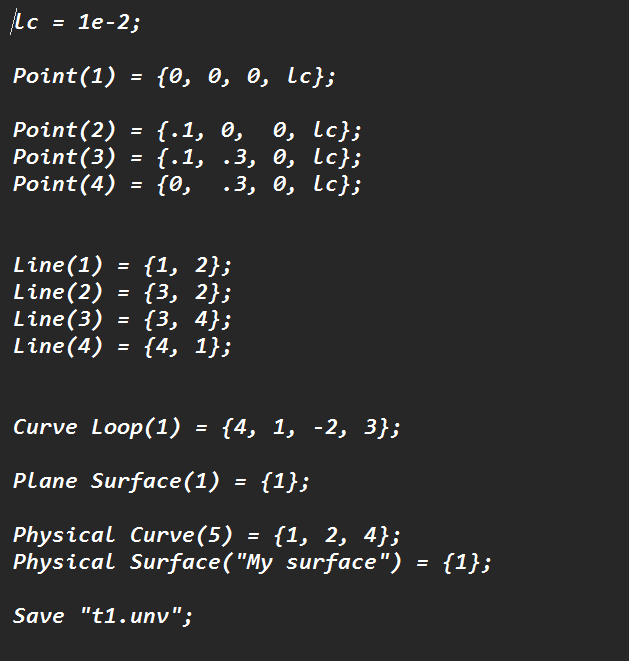 lc = 1e-2;
Point(1) = {0, 0, 0, lc};
Point(2) = {.1, 0,  0, lc};
Point(3) = {.1, .3, 0, lc};
Point(4) = {0,  .3, 0, lc};
Line(1) = {1, 2};
Line(2) = {3, 2};
Line(3) = {3, 4};
Line(4) = {4, 1};
Curve Loop(1) = {4, 1, -2, 3};
Plane Surface(1) = {1};
Physical Curve(5) = {1, 2, 4};
Physical Surface("My surface") = {1};
Save "t1.unv";